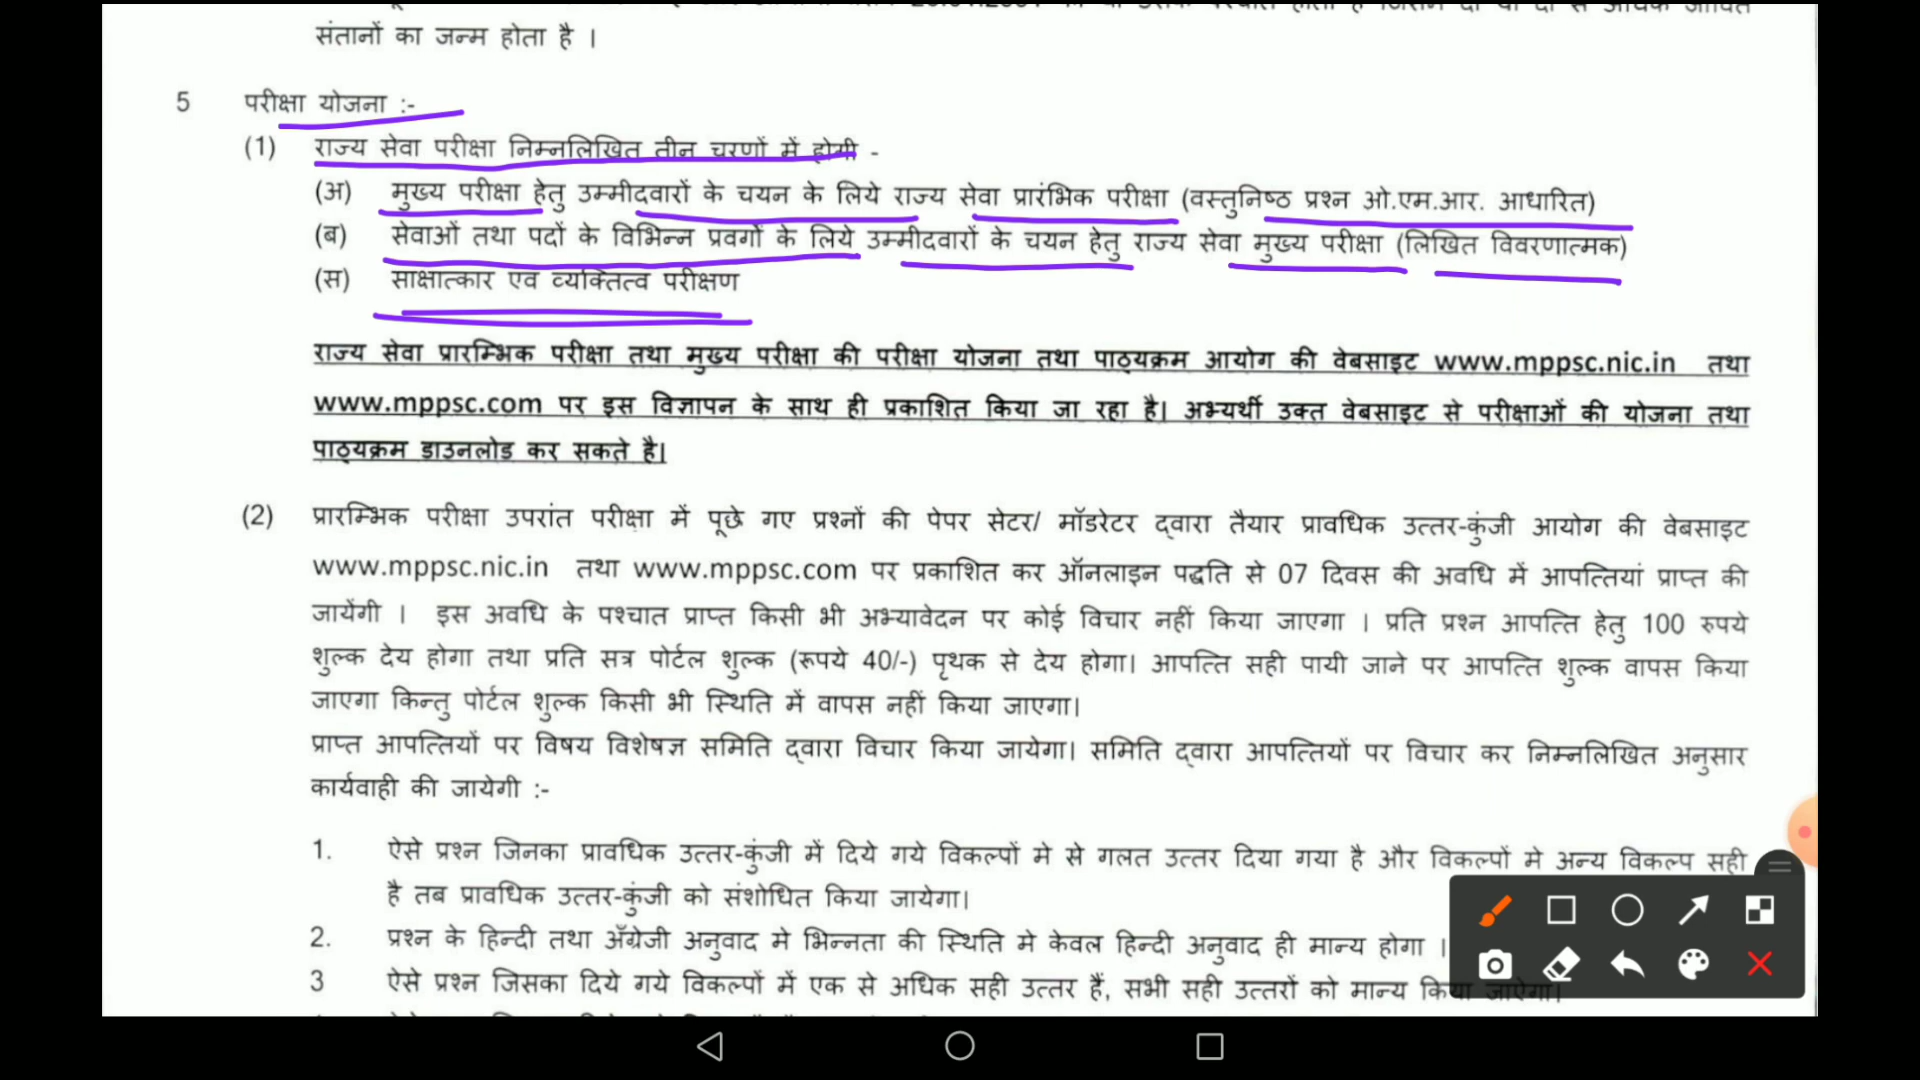 संतानों का जन्म होता है ।
5 परीक्षा योजना :-
(1) राज्य सेवा परीक्षा निम्नलिखित तीन चरणों में होगी -
(अ) मुख्य परीक्षा हेतु उम्मीदवारों के चयन के लिये राज्य सेवा प्रारंभिक परीक्षा (वस्तुनिष्ठ प्रश्न ओ.एम.आर. आधारित)
(ब) सेवाओं तथा पदों के विभिन्न प्रवर्गो के लिये उम्मीदवारों के चयन हेतु राज्य सेवा मुख्य परीक्षा (लिखित विवरणात्मक)
(स) साक्षात्कार एवं व्यक्तित्व परीक्षण
राज्य सेवा प्रारम्भिक परीक्षा तथा मुख्य परीक्षा की परीक्षा योजना तथा पाठ्यक्रम आयोग की वेबसाइट www.mppsc.nic.in तथा
www.mppsc.com पर इस विज्ञापन के साथ ही प्रकाशित किया जा रहा है। अभ्यर्थी उक्त वेबसाइट से परीक्षाओं की योजना तथा
पाठ्यक्रम डाउनलोड कर सकते है।
(2) प्रारम्भिक परीक्षा उपरांत परीक्षा में पूछे गए प्रश्नों की पेपर सेटर/ मॉडरेटर द्वारा तैयार प्रावधिक उत्तर-कुंजी आयोग की वेबसाइट
www.mppsc.nic.in तथा www.mppsc.com पर प्रकाशित कर ऑनलाइन पद्धति से 07 दिवस की अवधि में आपत्तियां प्राप्त की
जायेंगी । इस अवधि के पश्चात प्राप्त किसी भी अभ्यावेदन पर कोई विचार नहीं किया जाएगा । प्रति प्रश्न आपत्ति हेतु 100 रुपये
शुल्क देय होगा तथा प्रति सत्र पोर्टल शुल्क (रूपये 40/-) पृथक से देय होगा। आपत्ति सही पायी जाने पर आपत्ति शुल्क वापस किया
जाएगा किन्तु पोर्टल शुल्क किसी भी स्थिति में वापस नहीं किया जाएगा।
प्राप्त आपत्तियों पर विषय विशेषज्ञ समिति द्वारा विचार किया जायेगा। समिति द्वारा आपत्तियों पर विचार कर निम्नलिखित अनुसार
कार्यवाही की जायेगी :-
1. ऐसे प्रश्न जिनका प्रावधिक उत्तर-कुंजी में दिये गये विकल्पों मे से गलत उत्तर दिया गया है और विकल्पों मे अन्य विकल्प सही
है तब प्रावधिक उत्तर-कुंजी को संशोधित किया जायेगा।
2. प्रश्न के हिन्दी तथा अँग्रेजी अनुवाद मे भिन्नता की स्थिति मे केवल हिन्दी अनुवाद ही मान्य होगा ।
3 ऐसे प्रश्न जिसका दिये गये विकल्पों में एक से अधिक सही उत्तर हैं, सभी सही उत्तरों को मान्य किया जाऐगा।